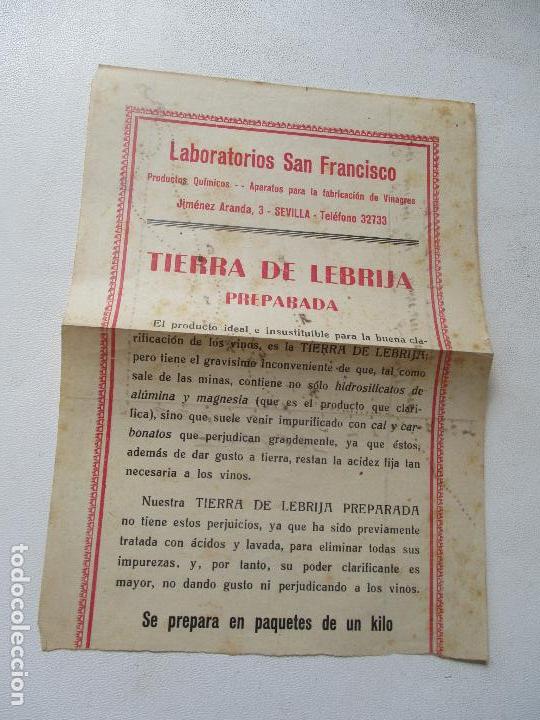 Laboratorios San Francisco
Productos Químicos -- Aparatos para la fabricación de Vinagres
Jiménez Aranda, 3 - SEVILLA - Teléfono 32733
TIERRA DE LEBRIJA
PREPARADA
El producto ideal e insustituible para la buena cla-
rificación de los vinos, es la TIERRA DE LEBRIJA;
pero tiene el gravísimo inconveniente de que, tal como
sale de las minas, contiene no sólo hidrosilicatos de
alúmina y magnesia (que es el producto que clari-
fica), sino que suele venir impurificado con cal y car-
bonatos que perjudican grandemente, ya que éstos,
además de dar gusto a tierra, restan la acidez fija tan
necesaria a los vinos.
Nuestra TIERRA DE LEBRIJA PREPARADA
no tiene estos perjuicios, ya que ha sido previamente
tratada con ácidos y lavada, para eliminar todas sus
impurezas, y, por tanto, su poder clarificante es
mayor, no dando gusto ni perjudicando a los vinos.
Se prepara en paquetes de un kilo
todocoleccion.net